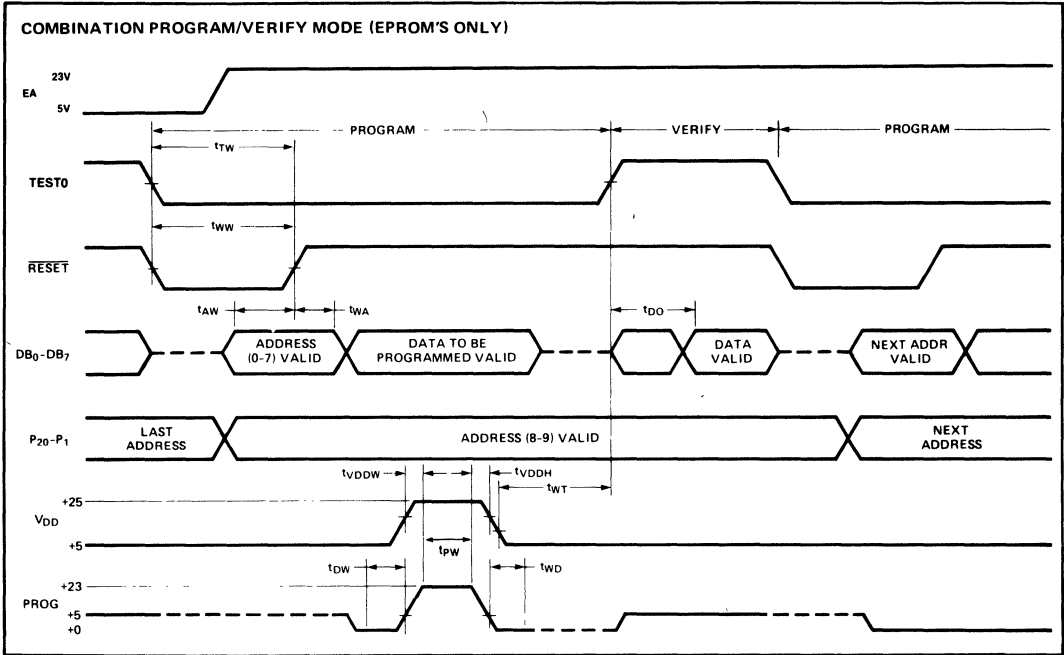 COMBINATION PROGRAM/VERIFY MODE (EPROM'S ONLY)
23V
EA
5V
PROGRAM
VERIFY
PROGRAM
tTW
TEST0
tWW
RESET
tAW
tWA
tDO
DB0-DB7
ADDRESS
(0-7) VALID
DATA TO BE
PROGRAMMED VALID
DATA
VALID
NEXT ADDR
VALID
P20-P1
LAST
ADDRESS
ADDRESS (8-9) VALID
NEXT
ADDRESS
tVDDW
tVDDH
tWT
+25
VDD
+5
tPW
tDW
tWD
+23
PROG
+5
+0